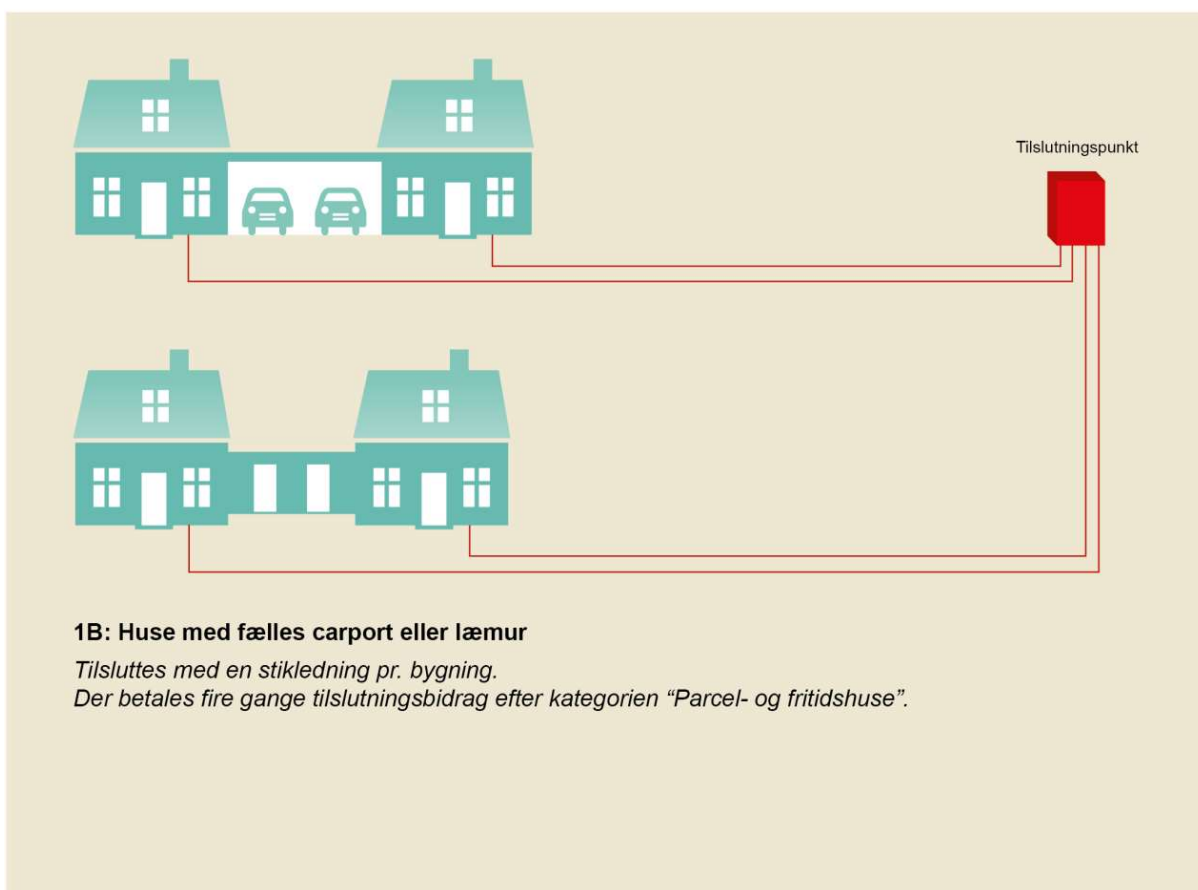 Tilslutningspunkt
1B: Huse med fælles carport eller læmur
Tilsluttes med en stikledning pr. bygning.
Der betales fire gange tilslutningsbidrag efter kategorien “Parcel- og fritidshuse”.